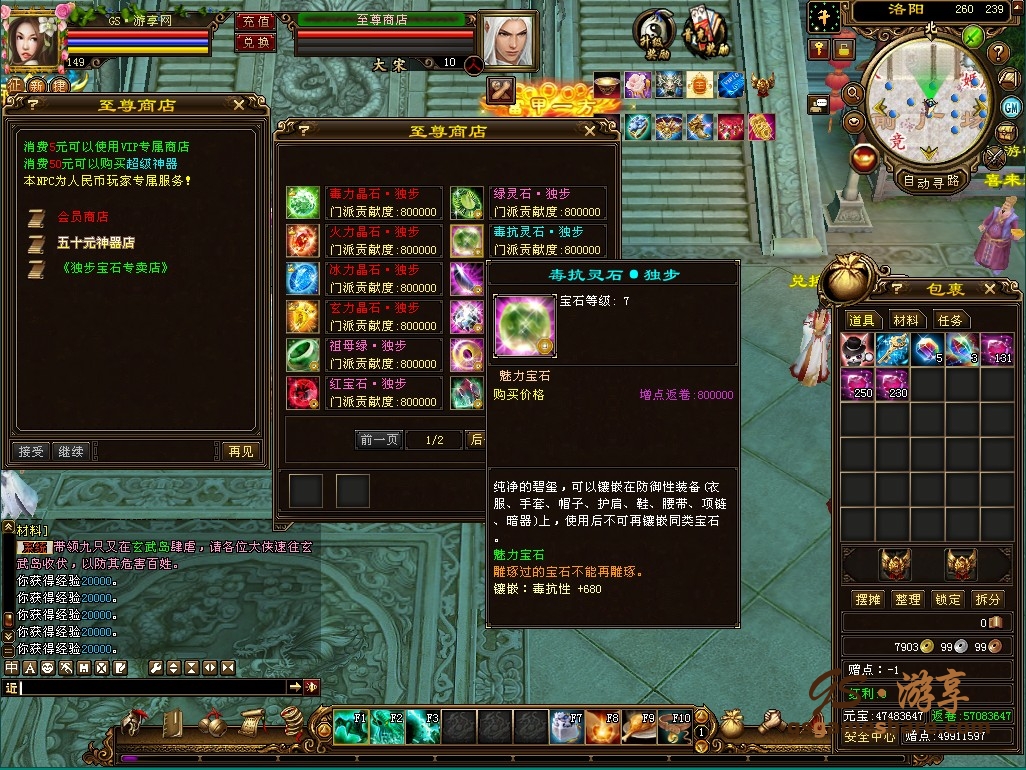 GS·游享网
149
充值
兑换
至尊商店
大宋
10
升级奖励
首充奖励
洛阳 260 239
北
GM
自动寻路
至尊商店
消费5元可以使用VIP专属商店
消费50元可以购买超级神器
本NPC为人民币玩家专属服务!
会员商店
五十元神器店
《独步宝石专卖店》
接受
继续
再见
至尊商店
毒力晶石·独步
门派贡献度:800000
绿灵石·独步
门派贡献度:800000
火力晶石·独步
门派贡献度:800000
毒抗灵石·独步
门派贡献度:800000
冰力晶石·独步
门派贡献度:800000
玄力晶石·独步
门派贡献度:800000
祖母绿·独步
门派贡献度:800000
红宝石·独步
门派贡献度:800000
前一页
1/2
后
毒抗灵石●独步
宝石等级: 7
魅力宝石
购买价格
增点返卷:800000
纯净的碧玺,可以镶嵌在防御性装备(衣
服、手套、帽子、护肩、鞋、腰带、项链
、暗器)上,使用后不可再镶嵌同类宝石
。
魅力宝石
雕琢过的宝石不能再雕琢。
镶嵌:毒抗性 +680
喜来
包裹
道具
材料
任务
5
3
131
250
230
摆摊
整理
锁定
拆分
0
7903 99 99
赠点:-1
红利
游享
元宝:47483647
返卷:57083647
安全中心
赠点:49911597
材料]
系统 带领九只又在玄武岛肆虐,请各位大侠速往玄
武岛收伏,以防其危害百姓。
你获得经验20000。
你获得经验20000。
你获得经验20000。
你获得经验20000。
你获得经验20000。
近
F1
F2
F3
F7
F8
F9
F10
1